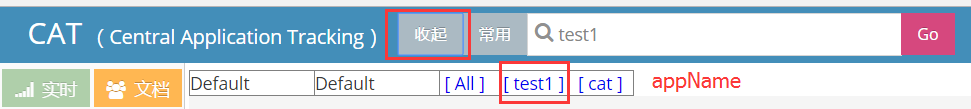 CAT ( Central Application Tracking ) 收起 常用 test1 Go
实时 文档 Default Default [ All ] [ test1 ] [ cat ] appName